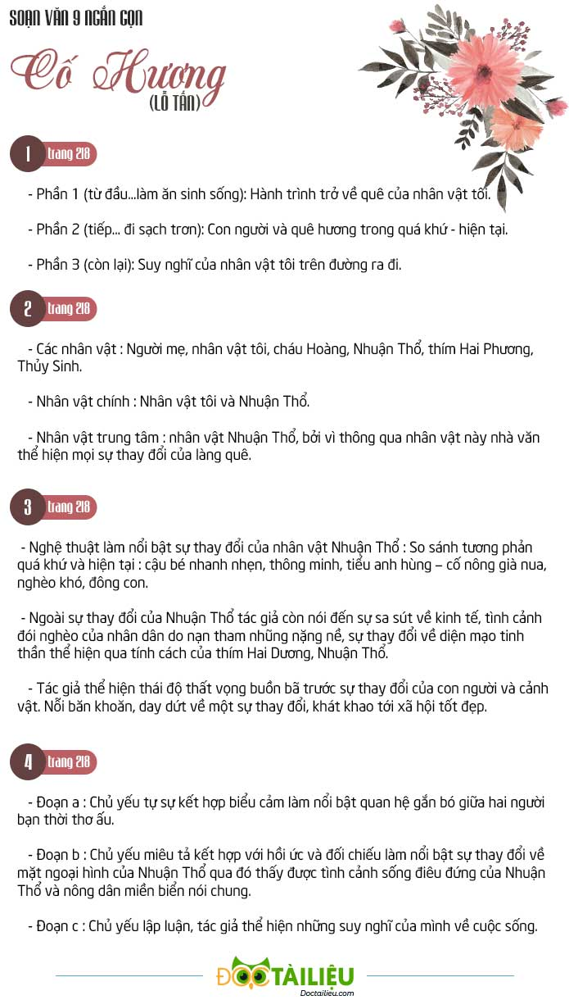 SOẠN VĂN 9 NGẮN GỌN
Cố Hương
(LỖ TẤN)
1 trang 218
- Phần 1 (từ đầu...làm ăn sinh sống): Hành trình trở về quê của nhân vật tôi.
- Phần 2 (tiếp... đi sạch trơn): Con người và quê hương trong quá khứ - hiện tại.
- Phần 3 (còn lại): Suy nghĩ của nhân vật tôi trên đường ra đi.
2 trang 218
- Các nhân vật : Người mẹ, nhân vật tôi, cháu Hoàng, Nhuận Thổ, thím Hai Phương,
Thủy Sinh.
- Nhân vật chính : Nhân vật tôi và Nhuận Thổ.
- Nhân vật trung tâm : nhân vật Nhuận Thổ, bởi vì thông qua nhân vật này nhà văn
thể hiện mọi sự thay đổi của làng quê.
3 trang 218
- Nghệ thuật làm nổi bật sự thay đổi của nhân vật Nhuận Thổ : So sánh tương phản
quá khứ và hiện tại : cậu bé nhanh nhẹn, thông minh, tiểu anh hùng – cố nông già nua,
nghèo khó, đông con.
- Ngoài sự thay đổi của Nhuận Thổ tác giả còn nói đến sự sa sút về kinh tế, tình cảnh
đói nghèo của nhân dân do nạn tham nhũng nặng nề, sự thay đổi về diện mạo tinh
thần thể hiện qua tính cách của thím Hai Dương, Nhuận Thổ.
- Tác giả thể hiện thái độ thất vọng buồn bã trước sự thay đổi của con người và cảnh
vật. Nỗi băn khoăn, day dứt về một sự thay đổi, khát khao tới xã hội tốt đẹp.
4 trang 218
- Đoạn a : Chủ yếu tự sự kết hợp biểu cảm làm nổi bật quan hệ gắn bó giữa hai người
bạn thời thơ ấu.
- Đoạn b : Chủ yếu miêu tả kết hợp với hồi ức và đối chiếu làm nổi bật sự thay đổi về
mặt ngoại hình của Nhuận Thổ qua đó thấy được tình cảnh sống điêu đứng của Nhuận
Thổ và nông dân miền biển nói chung.
- Đoạn c : Chủ yếu lập luận, tác giả thể hiện những suy nghĩ của mình về cuộc sống.
ĐỌCTÀILIỆU
Doctailieu.com